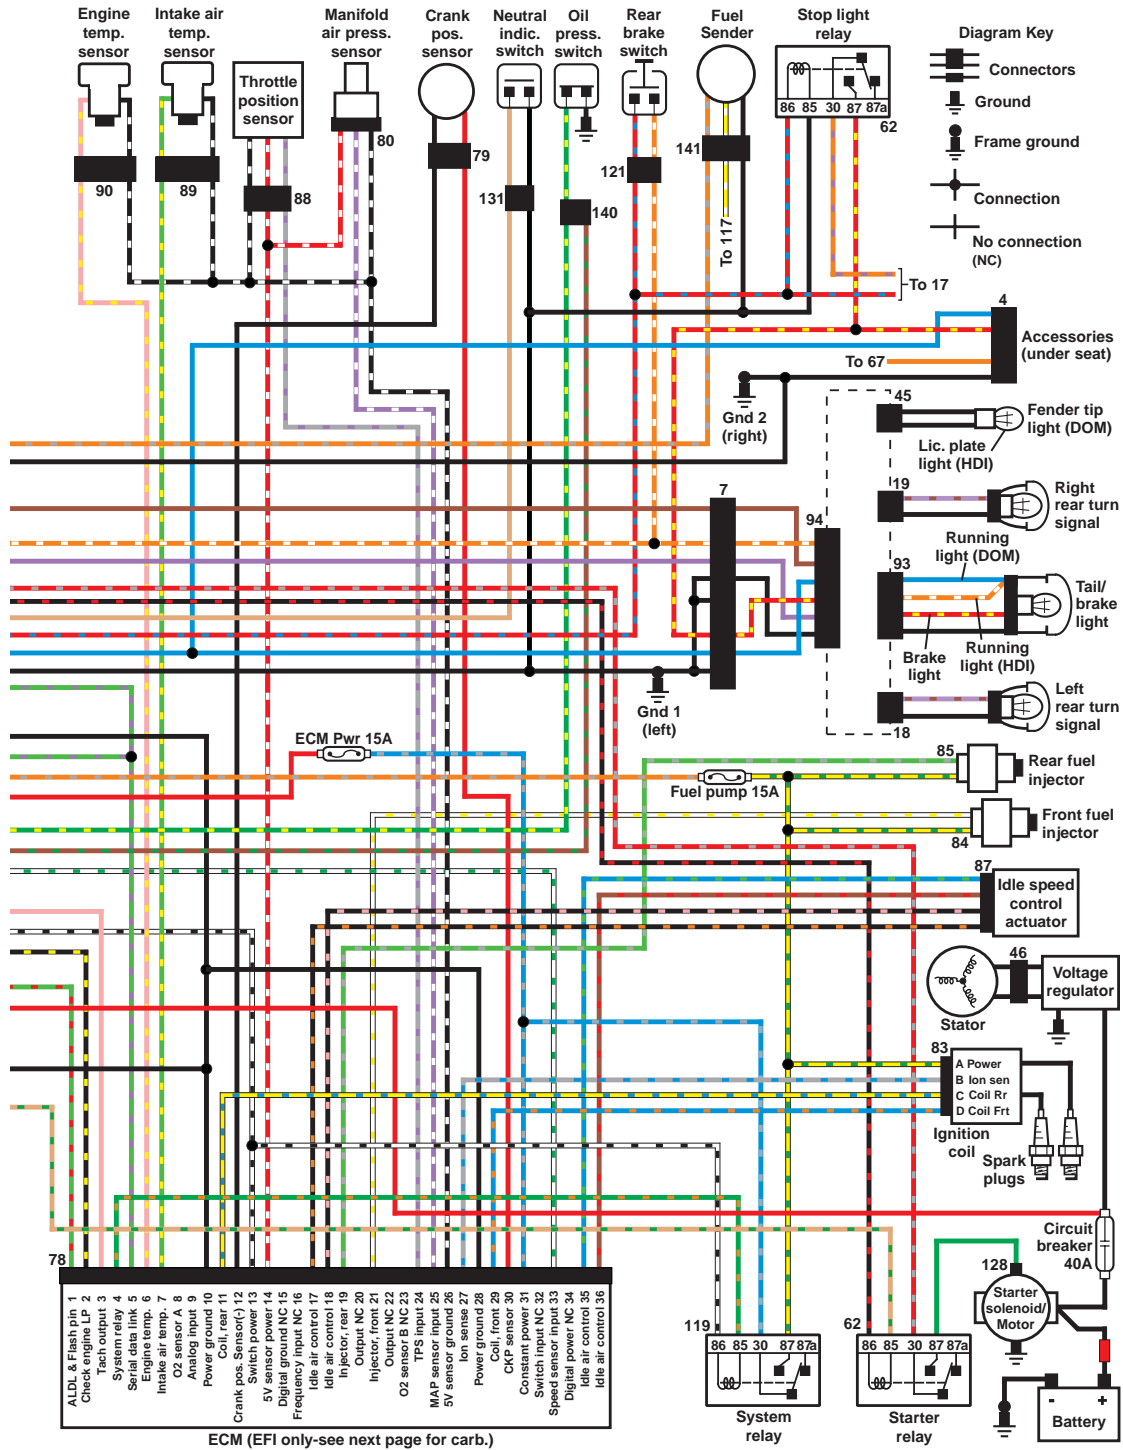 Engine
temp.
sensor
Intake air
temp.
sensor
Manifold
air press.
sensor
Crank
pos.
sensor
Neutral
indic.
switch
Oil
press.
switch
Rear
brake
switch
Fuel
Sender
Stop light
relay
Diagram Key
Connectors
Ground
Frame ground
Connection
No connection
(NC)
Throttle
position
sensor
86 85 30 87 87a
62
80
79
141
90
89
88
131
121
140
To 117
To 17
4
Accessories
(under seat)
To 67
Gnd 2
(right)
45
Fender tip
light (DOM)
Lic. plate
light (HDI)
7
94
19
Right
rear turn
signal
Running
light (DOM)
93
Tail/
brake
light
Brake
light
Running
light (HDI)
Gnd 1
(left)
Left
rear turn
signal
18
ECM Pwr 15A
85
Rear fuel
injector
Fuel pump 15A
Front fuel
injector
84
87
Idle speed
control
actuator
46
Stator
Voltage
regulator
83
A Power
B Ion sen
C Coil Rr
D Coil Frt
Ignition
coil
Spark
plugs
Circuit
breaker
40A
78
128
Starter
solenoid/
Motor
119
86 85 30 87 87a
System
relay
62
86 85 30 87 87a
Starter
relay
- +
Battery
ALDL & Flash pin 1
Check engine LP 2
Tach output 3
System relay 4
Serial data link 5
Engine temp. 6
Intake air temp. 7
O2 sensor A 8
Analog input 9
Power ground 10
Coil, rear 11
Crank pos. Sensor(-) 12
Switch power 13
5V sensor power 14
Digital ground NC 15
Frequency input NC 16
Idle air control 17
Idle air control 18
Injector, rear 19
Output NC 20
Injector, front 21
Output NC 22
O2 sensor B NC 23
TPS input 24
MAP sensor input 25
5V sensor ground 26
Ion sense 27
Power ground 28
Coil, front 29
CKP sensor 30
Constant power 31
Switch input NC 32
Speed sensor input 33
Digital power NC 34
Idle air control 35
Idle air control 36
ECM (EFI only-see next page for carb.)